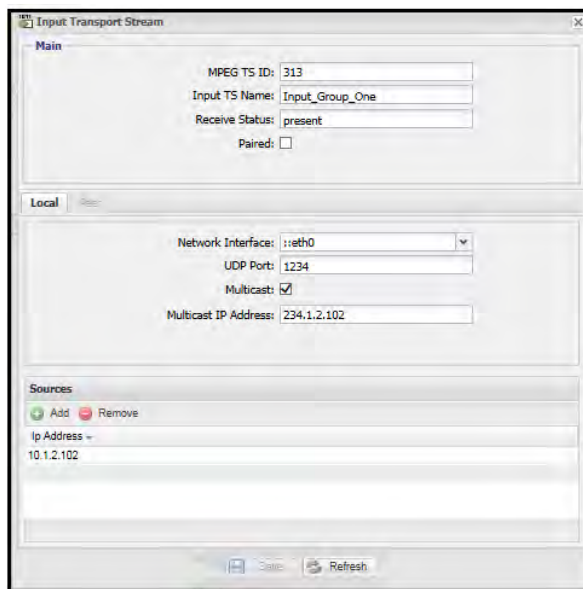 Input Transport Stream
Main
MPEG TS ID: 313
Input TS Name: Input_Group_One
Receive Status: present
Paired:
Local Peer
Network Interface: ::eth0
UDP Port: 1234
Multicast:
Multicast IP Address: 234.1.2.102
Sources
Add Remove
Ip Address
10.1.2.102
Save Refresh